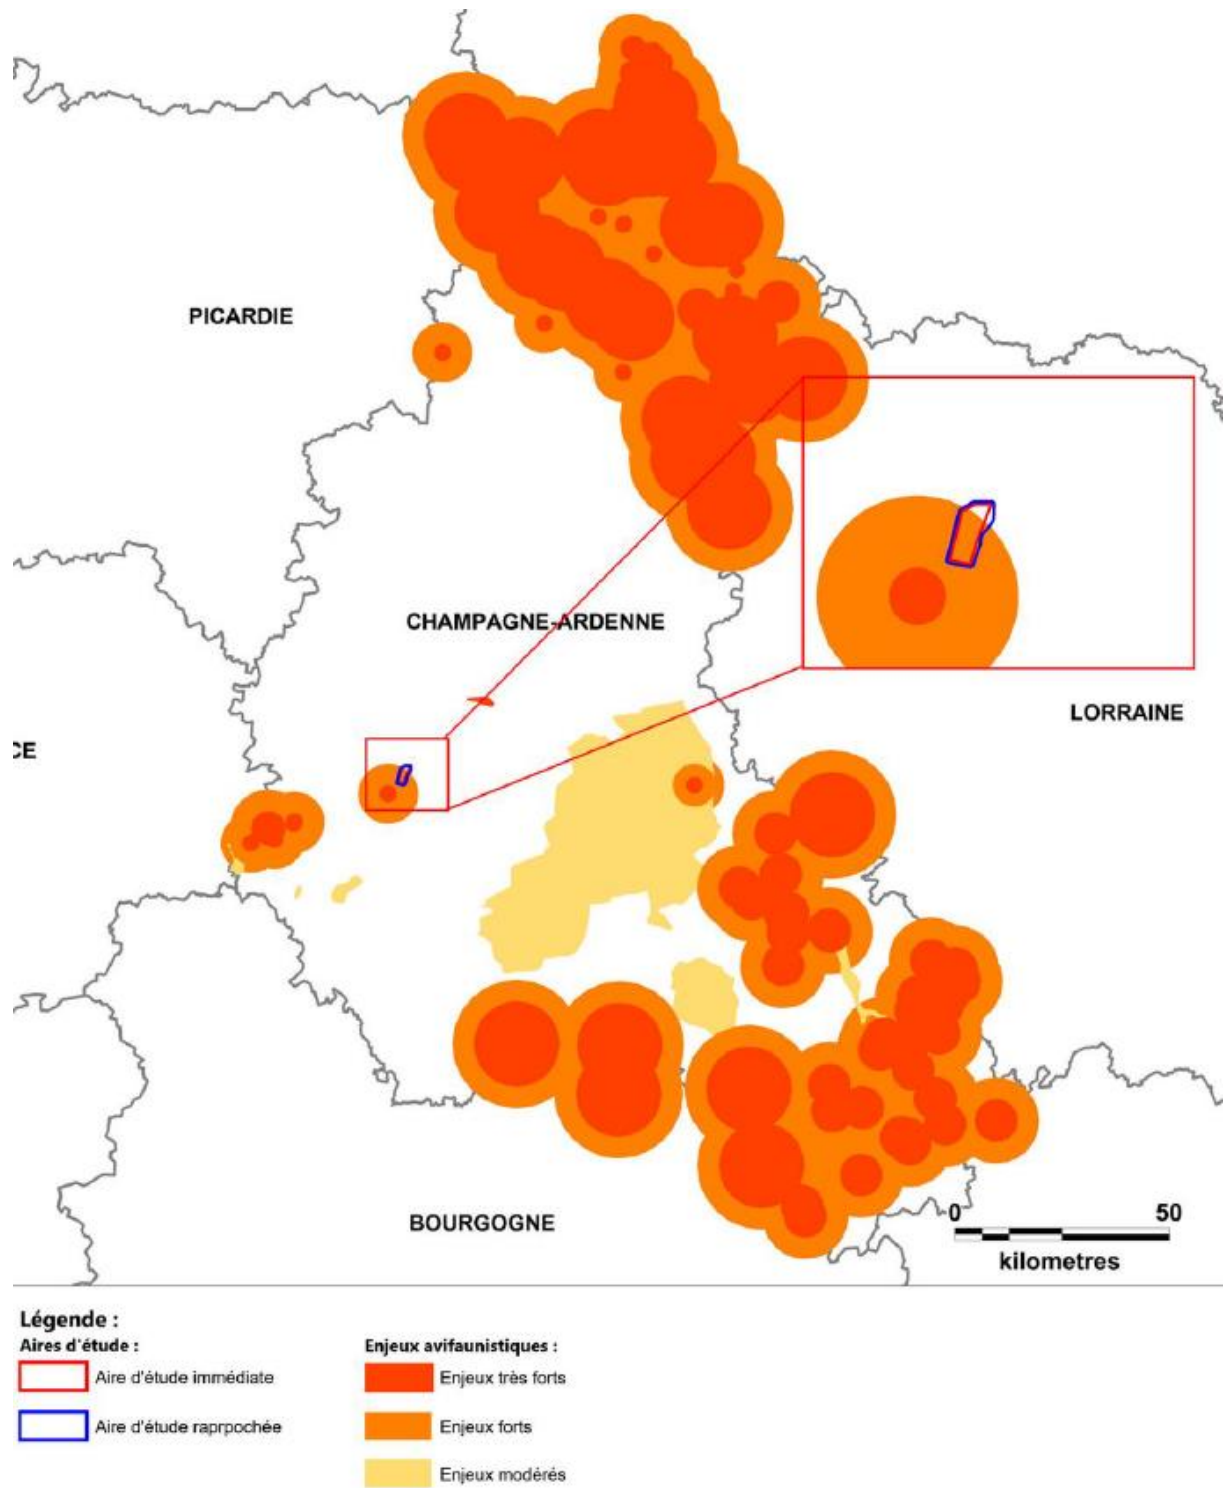 PICARDIE
CHAMPAGNE-ARDENNE
LORRAINE
CE
BOURGOGNE
0 50
kilometres
Légende :
Aires d'étude :
Aire d'étude immédiate
Aire d'étude raprpochée
Enjeux avifaunistiques :
Enjeux très forts
Enjeux forts
Enjeux modérés